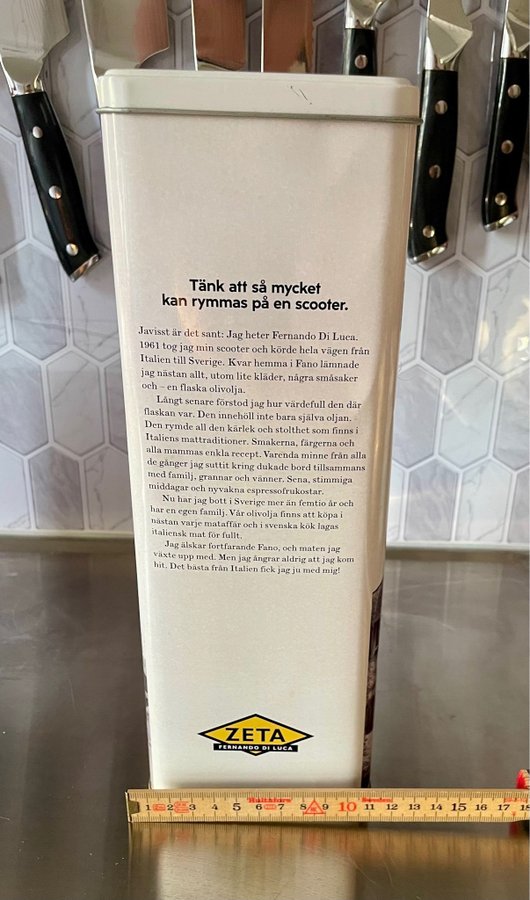 Tänk att så mycket
kan rymmas på en scooter.
Javisst är det sant: Jag heter Fernando Di Luca.
1961 tog jag min scooter och körde hela vägen från
Italien till Sverige. Kvar hemma i Fano lämnade
jag nästan allt, utom lite kläder, några småsaker
och – en flaska olivolja.
Långt senare förstod jag hur värdefull den där
flaskan var. Den innehöll inte bara själva oljan.
Den rymde all den kärlek och stolthet som finns i
Italiens mattraditioner. Smakerna, färgerna och
alla mammas enkla recept. Varenda minne från alla
de gånger jag suttit kring dukade bord tillsammans
med familj, grannar och vänner. Sena, stimmiga
middagar och nyvakna espressofrukostar.
Nu har jag bott i Sverige mer än femtio år och
har en egen familj. Vår olivolja finns att köpa i
nästan varje mataffär och i svenska kök lagas
italiensk mat för fullt.
Jag älskar fortfarande Fano, och maten jag
växte upp med. Men jag ångrar aldrig att jag kom
hit. Det bästa från Italien fick jag ju med mig!
ZETA
FERNANDO DI LUCA
1 2 3 4 5 6 7 8 9 10 11 12 13 14 15 16 17 18